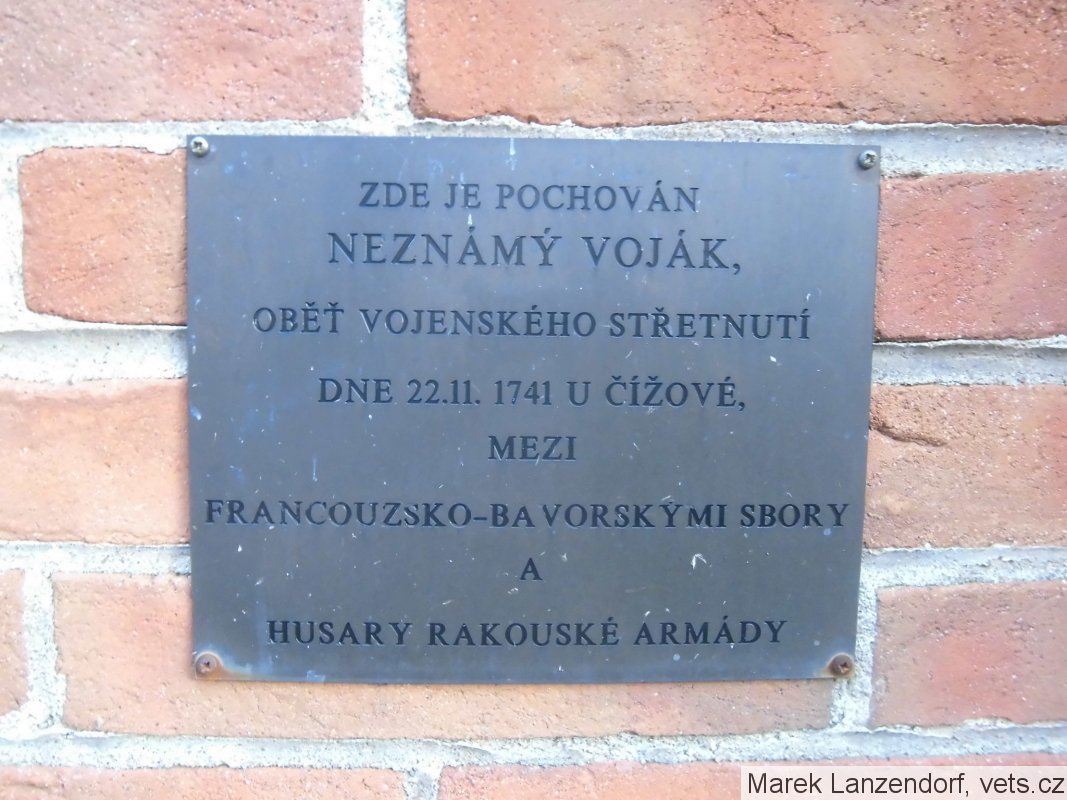 ZDE JE POCHOVÁN
NEZNÁMÝ VOJÁK,
OBĚŤ VOJENSKÉHO STŘETNUTÍ
DNE 22.11. 1741 U ČÍŽOVÉ,
MEZI
FRANCOUZSKO-BAVORSKÝMI SBORY
A
HUSARY RAKOUSKÉ ARMÁDY
Marek Lanzendorf, vets.cz